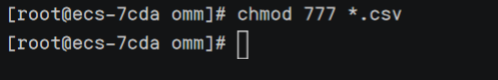 [root@ecs-7cda omm]# chmod 777 *.csv
[root@ecs-7cda omm]#